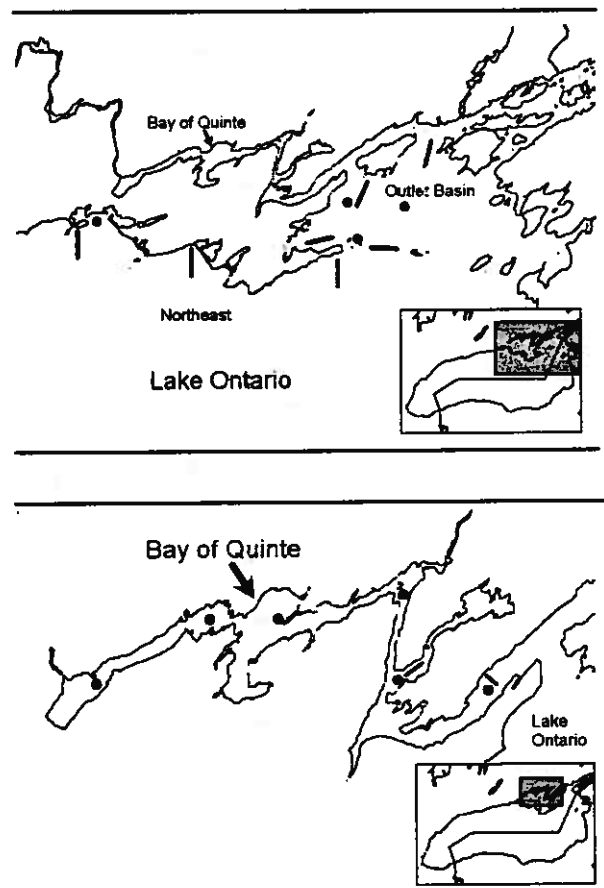 Bay of Quinte
Outlet Basin
Northeast
Lake Ontario
Bay of Quinte
Lake
Ontario